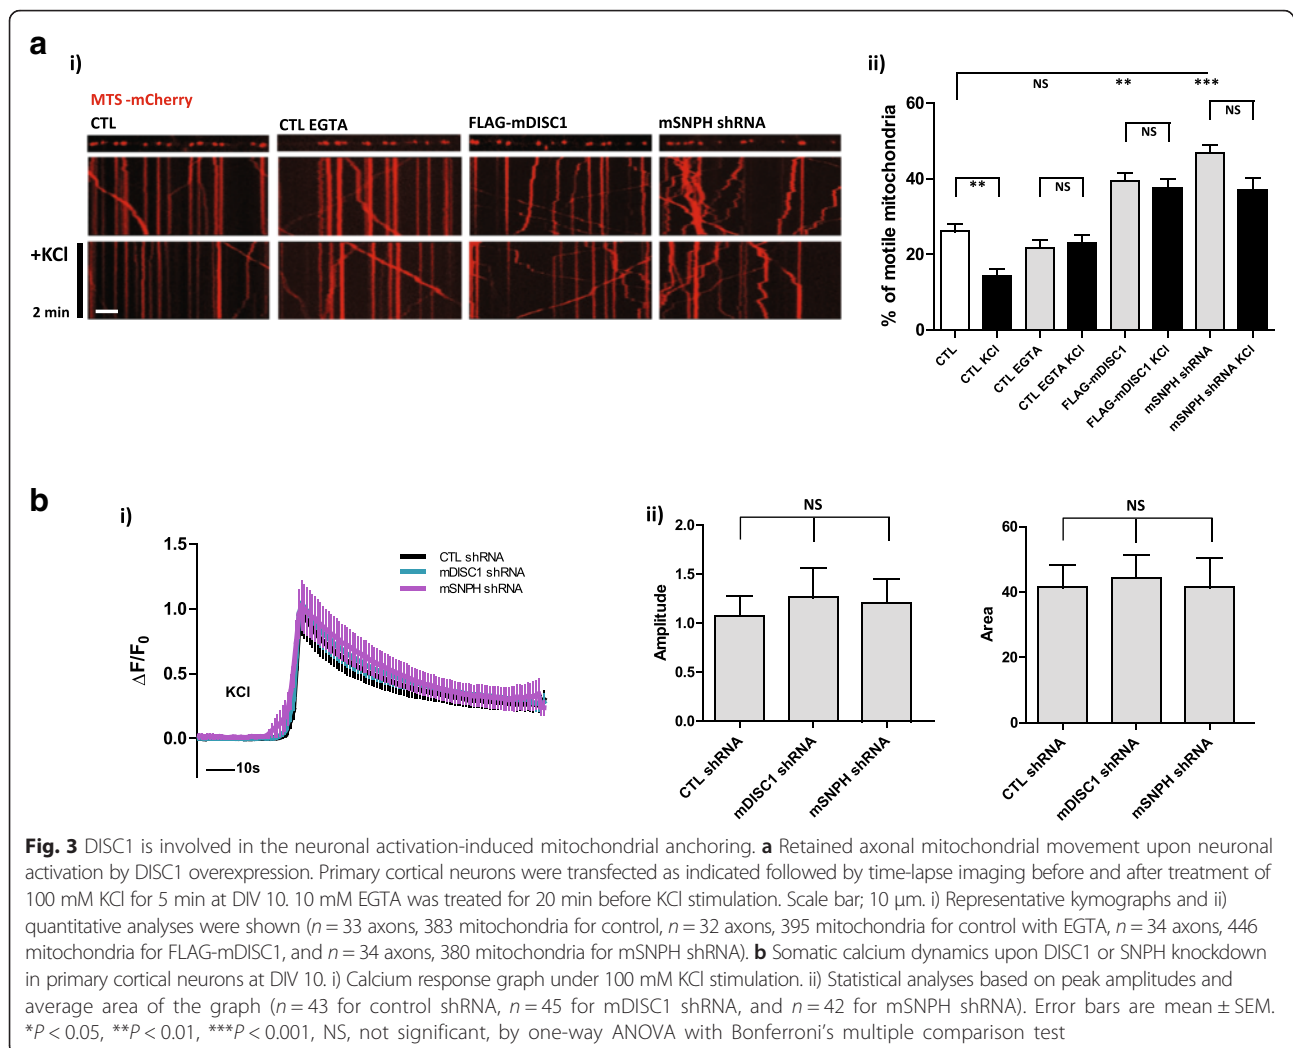 a
i)
MTS -mCherry
CTL
CTL EGTA
FLAG-mDISC1
mSNPH shRNA
+KCl
2 min
ii)
NS
**
***
NS
NS
**
NS
% of motile mitochondria
60
40
20
0
CTL
CTL KCl
CTL EGTA
CTL EGTA KCl
FLAG-mDISC1
FLAG-mDISC1 KCl
mSNPH shRNA
mSNPH shRNA KCl
b
i)
ΔF/F0
1.5
1.0
0.5
0.0
CTL shRNA
mDISC1 shRNA
mSNPH shRNA
KCl
10s
ii)
NS
Amplitude
2.0
1.5
1.0
0.5
0.0
CTL shRNA
mDISC1 shRNA
mSNPH shRNA
NS
Area
60
40
20
0
CTL shRNA
mDISC1 shRNA
mSNPH shRNA
Fig. 3 DISC1 is involved in the neuronal activation-induced mitochondrial anchoring. a Retained axonal mitochondrial movement upon neuronal
activation by DISC1 overexpression. Primary cortical neurons were transfected as indicated followed by time-lapse imaging before and after treatment of
100 mM KCl for 5 min at DIV 10. 10 mM EGTA was treated for 20 min before KCl stimulation. Scale bar; 10 μm. i) Representative kymographs and ii)
quantitative analyses were shown (n = 33 axons, 383 mitochondria for control, n = 32 axons, 395 mitochondria for control with EGTA, n = 34 axons, 446
mitochondria for FLAG-mDISC1, and n = 34 axons, 380 mitochondria for mSNPH shRNA). b Somatic calcium dynamics upon DISC1 or SNPH knockdown
in primary cortical neurons at DIV 10. i) Calcium response graph under 100 mM KCl stimulation. ii) Statistical analyses based on peak amplitudes and
average area of the graph (n = 43 for control shRNA, n = 45 for mDISC1 shRNA, and n = 42 for mSNPH shRNA). Error bars are mean ± SEM.
*P < 0.05, **P < 0.01, ***P < 0.001, NS, not significant, by one-way ANOVA with Bonferroni's multiple comparison test